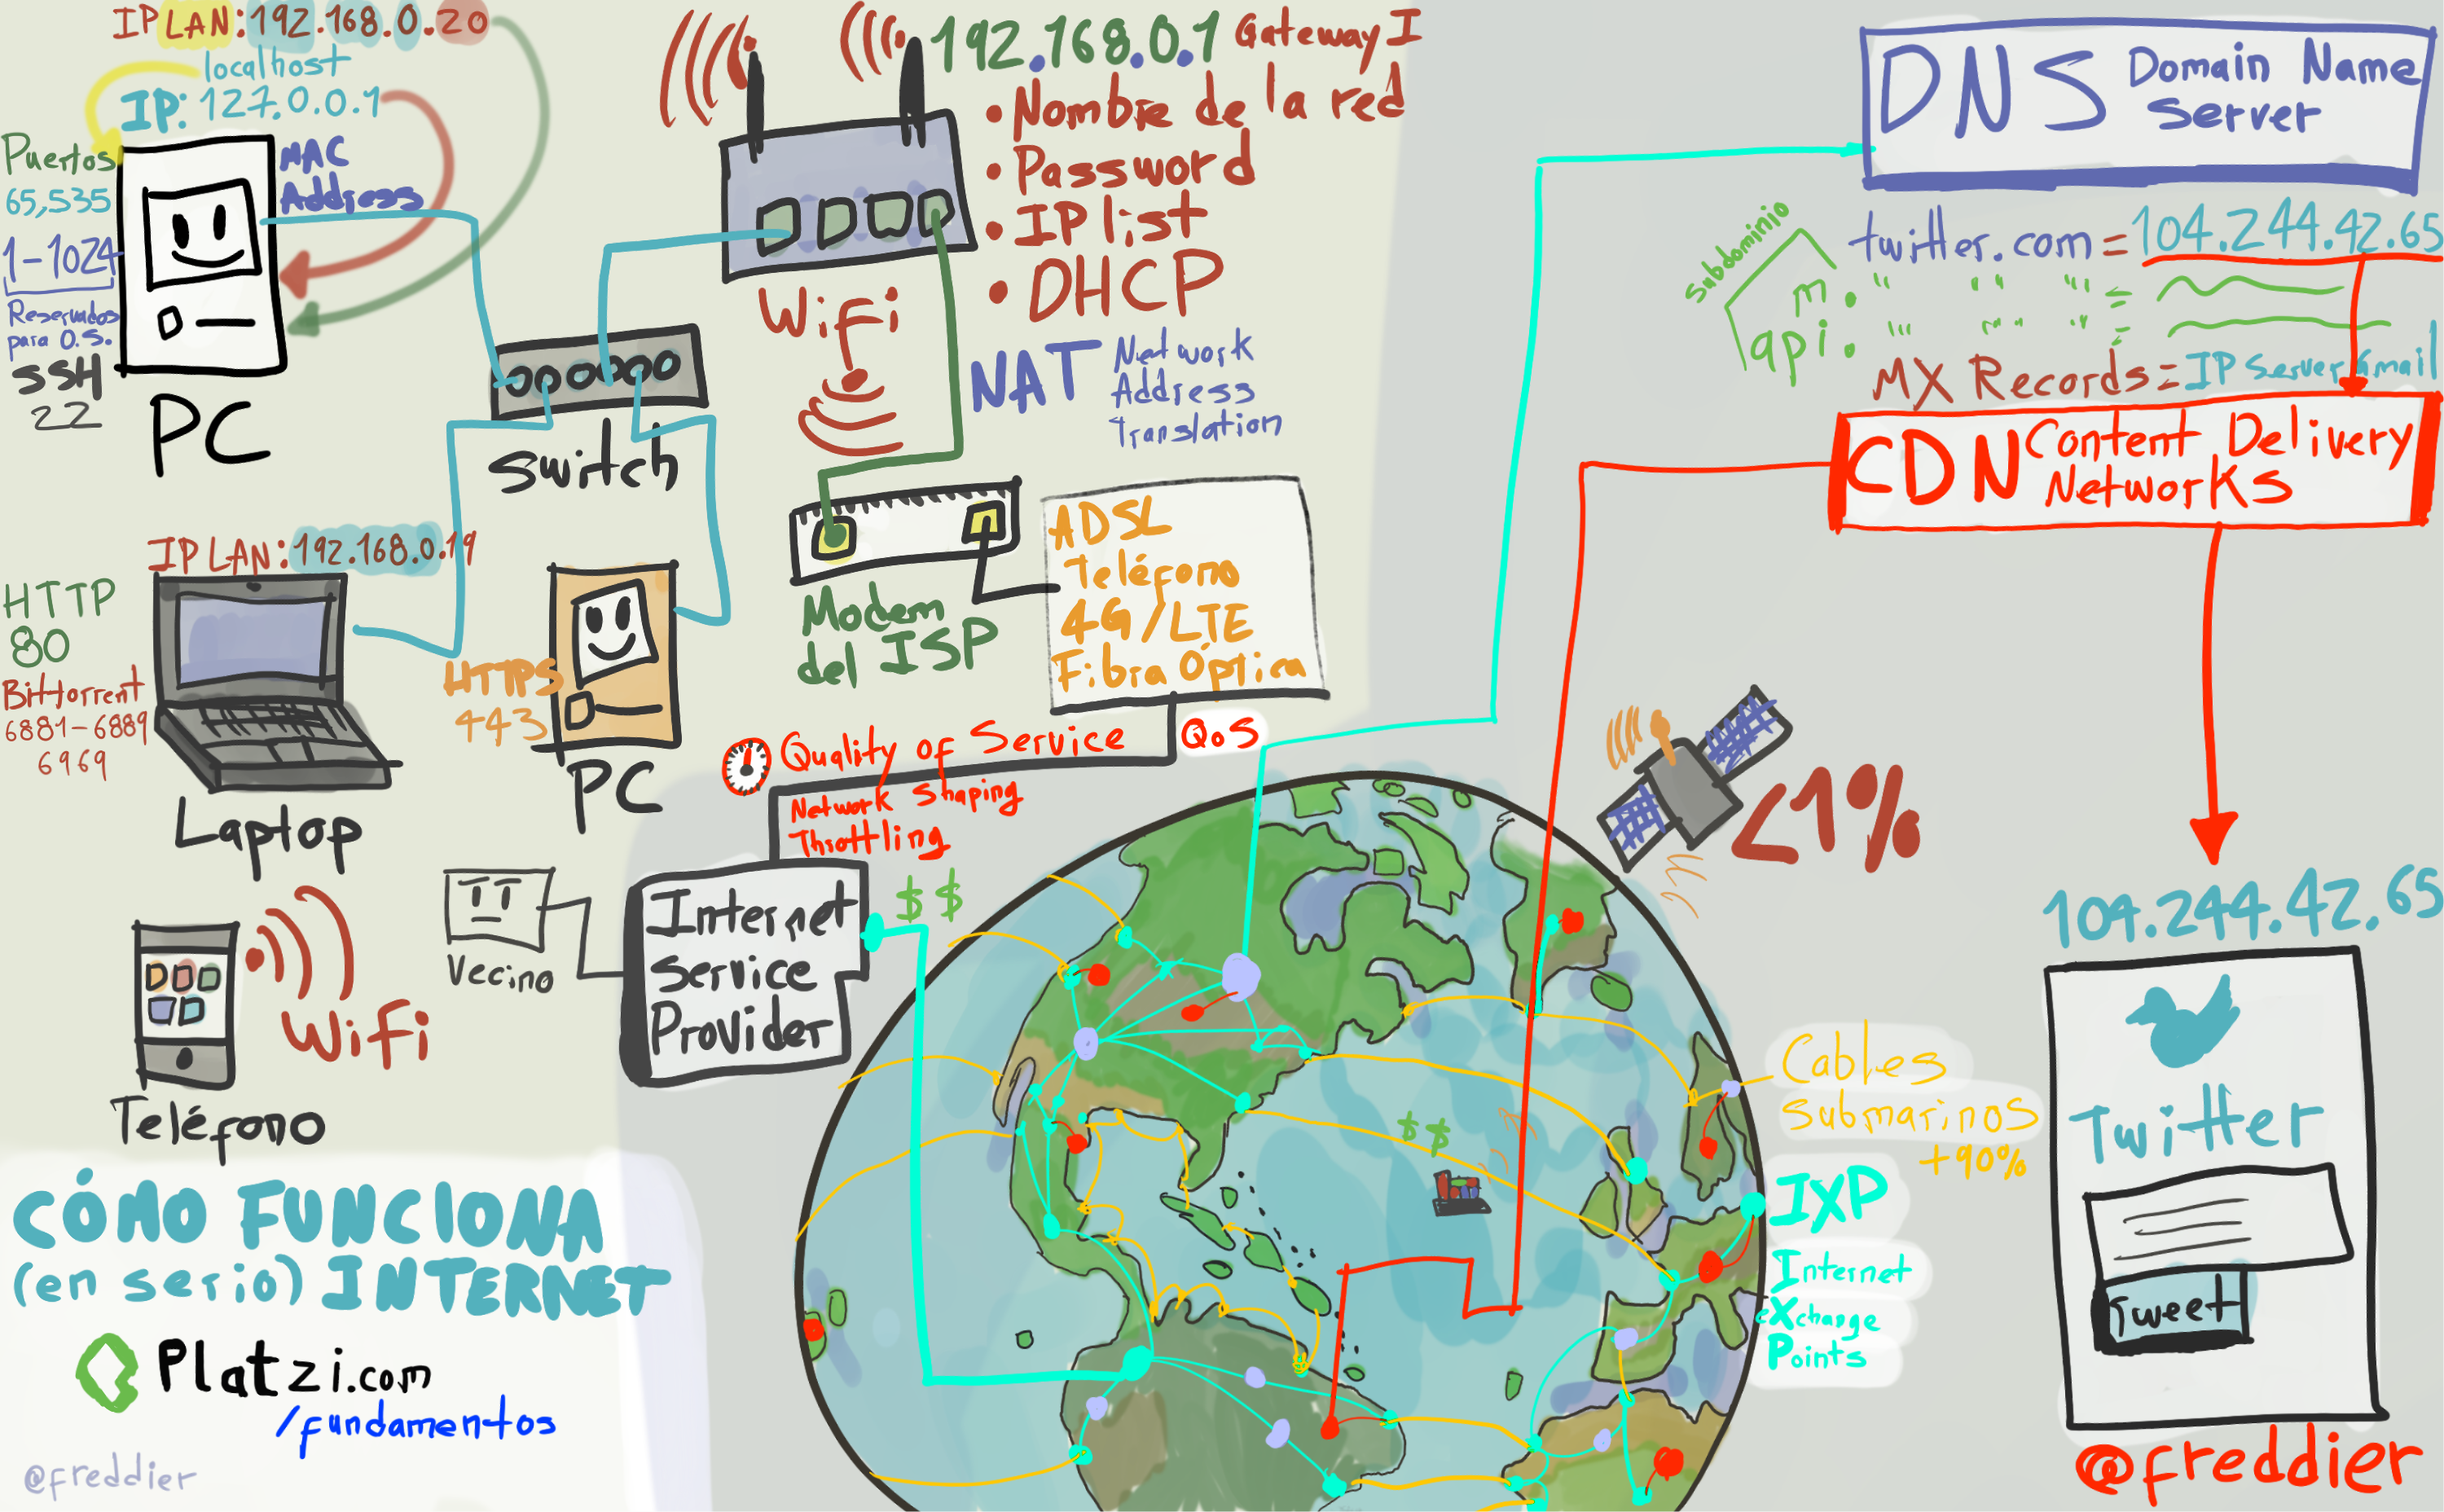 IP LAN: 192.168.0.20
localhost
IP: 127.0.0.1
Puertos
65,535
1-1024
Reservados
para O.S.
SSH
22
MAC
Address
PC
192.168.0.1 Gateway I
• Nombre de la red
• Password
• IP list
• DHCP
WiFi
NAT Network
Address
Translation
Switch
IP LAN: 192.168.0.19
HTTP
80
Bittorrent
6881-6889
6969
Laptop
HTTPS
443
PC
Modem
del ISP
ADSL
Teléfono
4G/LTE
Fibra Óptica
Quality of Service
QoS
Network Shaping
Throttling
Internet
Service
Provider
$ $
Vecino
WiFi
Teléfono
CÓMO FUNCIONA
(en serio) INTERNET
Platzi.com
/fundamentos
@freddier
DNS Domain Name
Server
Subdominio
twitter.com = 104.244.42.65
m. " " " =
api. " " " =
MX Records = IP Server Gmail
CDN Content Delivery
Networks
<1%
$ $
Cables
Submarinos
+90%
IXP
Internet
eXchange
Points
104.244.42.65
Twitter
Tweet
@freddier